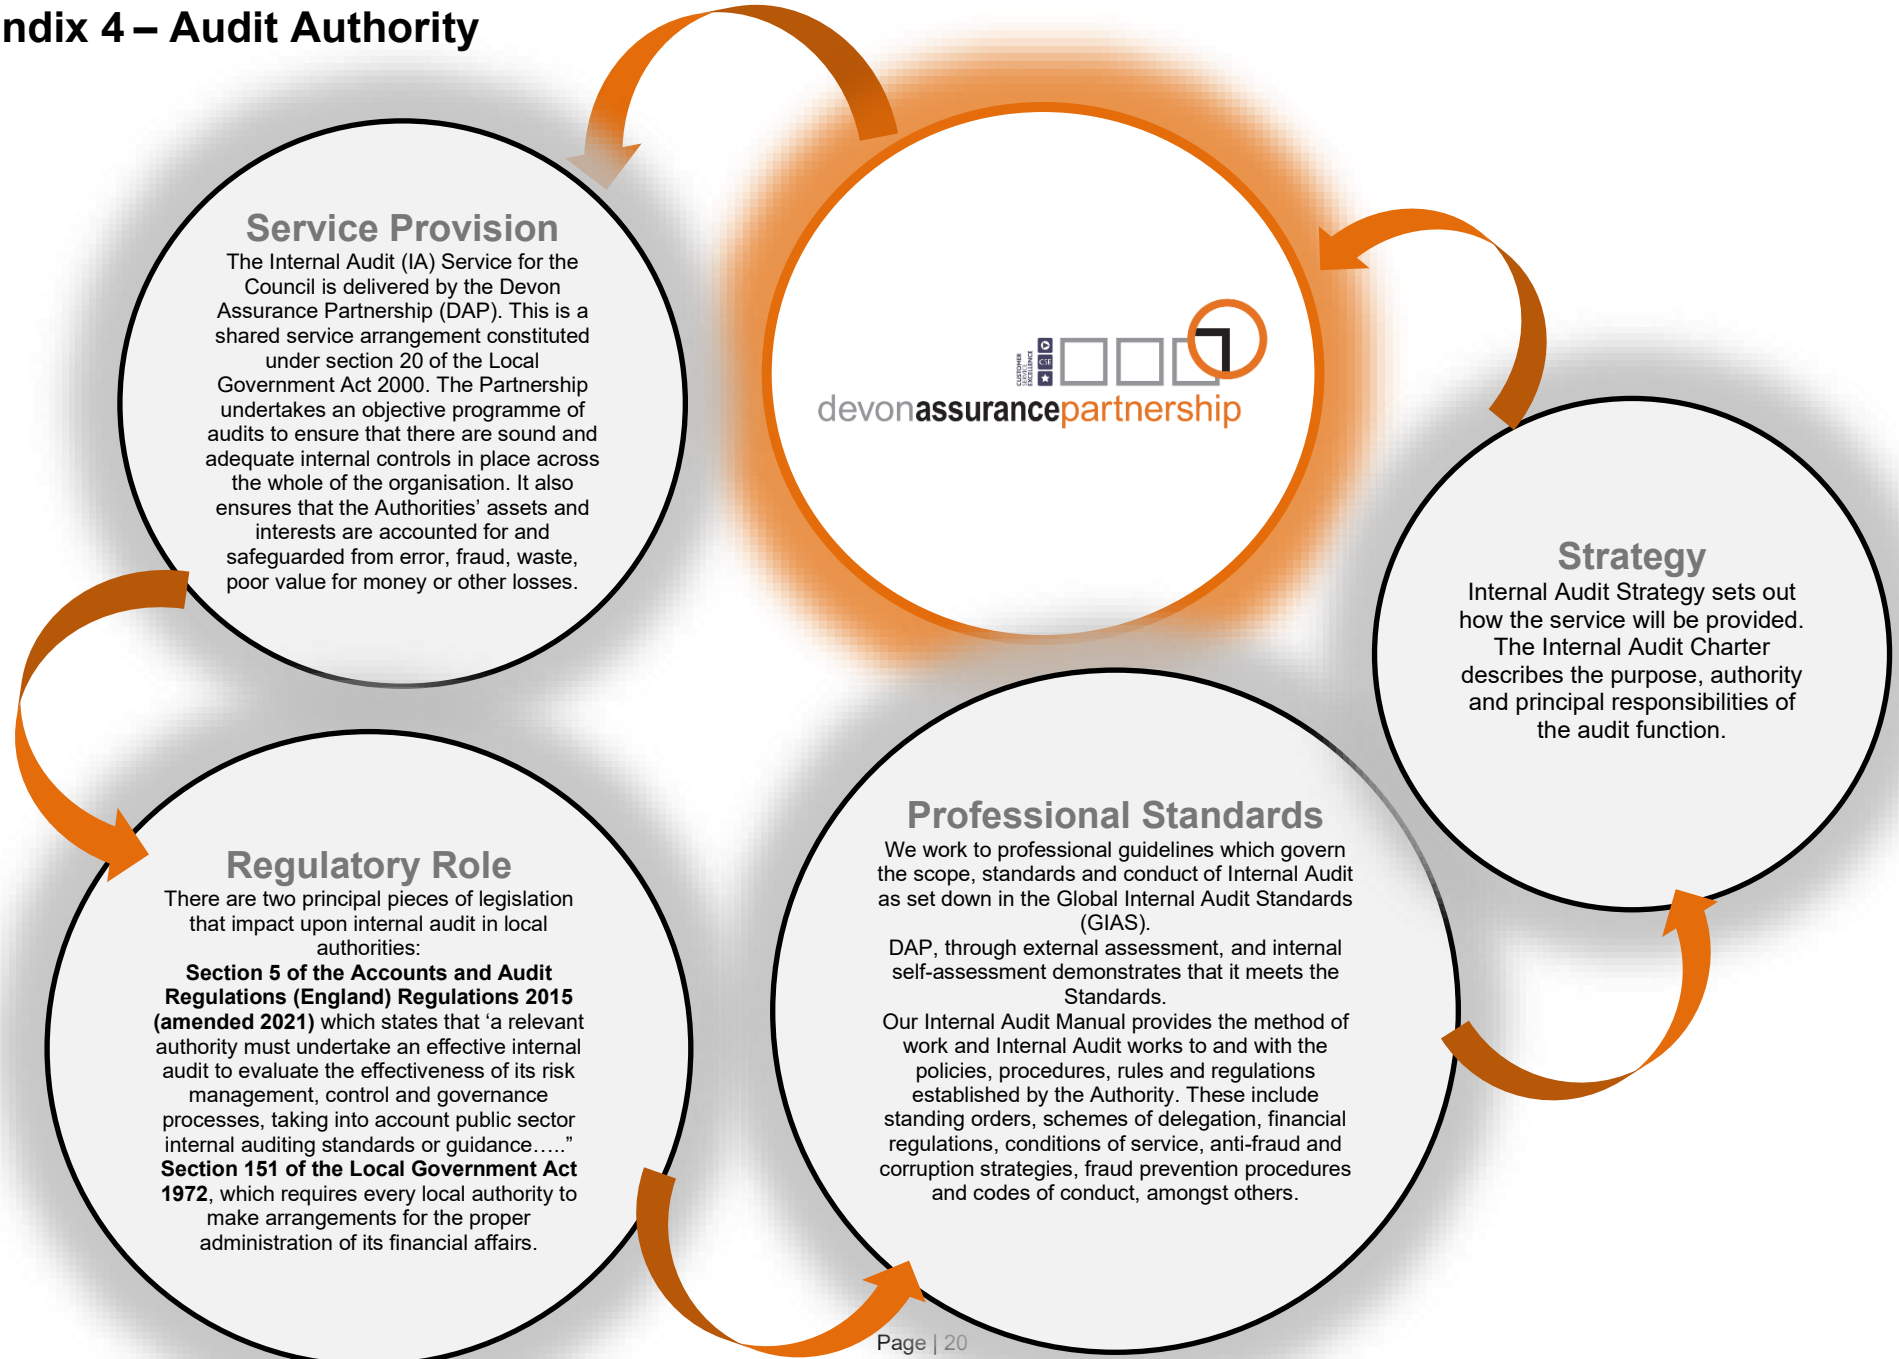 ndix 4 – Audit Authority
Service Provision
The Internal Audit (IA) Service for the
Council is delivered by the Devon
Assurance Partnership (DAP). This is a
shared service arrangement constituted
under section 20 of the Local
Government Act 2000. The Partnership
undertakes an objective programme of
audits to ensure that there are sound and
adequate internal controls in place across
the whole of the organisation. It also
ensures that the Authorities’ assets and
interests are accounted for and
safeguarded from error, fraud, waste,
poor value for money or other losses.
Regulatory Role
There are two principal pieces of legislation
that impact upon internal audit in local
authorities:
Section 5 of the Accounts and Audit
Regulations (England) Regulations 2015
(amended 2021) which states that ‘a relevant
authority must undertake an effective internal
audit to evaluate the effectiveness of its risk
management, control and governance
processes, taking into account public sector
internal auditing standards or guidance…..”
Section 151 of the Local Government Act
1972, which requires every local authority to
make arrangements for the proper
administration of its financial affairs.
Professional Standards
We work to professional guidelines which govern
the scope, standards and conduct of Internal Audit
as set down in the Global Internal Audit Standards
(GIAS).
DAP, through external assessment, and internal
self-assessment demonstrates that it meets the
Standards.
Our Internal Audit Manual provides the method of
work and Internal Audit works to and with the
policies, procedures, rules and regulations
established by the Authority. These include
standing orders, schemes of delegation, financial
regulations, conditions of service, anti-fraud and
corruption strategies, fraud prevention procedures
and codes of conduct, amongst others.
Strategy
Internal Audit Strategy sets out
how the service will be provided.
The Internal Audit Charter
describes the purpose, authority
and principal responsibilities of
the audit function.
CUSTOMER
SERVICE
EXCELLENCE
CSE
devonassurancepartnership
Page | 20